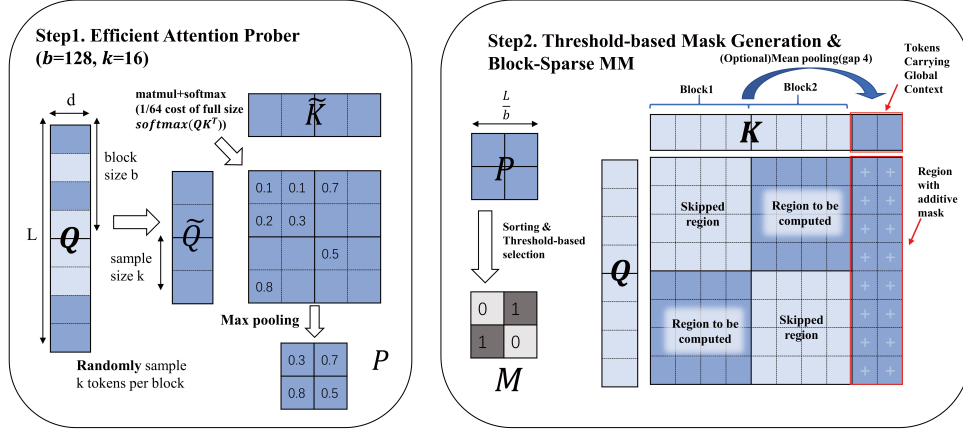 Step1. Efficient Attention Prober
(b=128, k=16)
d
matmul+softmax
(1/64 cost of full size
softmax(QK^T))
K̃
block
size b
L
Q
Q̃
sample
size k
0.1 0.1 0.7
0.2 0.3
0.5
0.8
Max pooling
0.3 0.7
0.8 0.5
P
Randomly sample
k tokens per block
Step2. Threshold-based Mask Generation &
Block-Sparse MM
(Optional)Mean pooling(gap 4)
Tokens
Carrying
Global
Context
L/b
P
Sorting &
Threshold-based
selection
0 1
1 0
M
Block1
Block2
K
Q
Skipped
region
Region to be
computed
Region to be
computed
Skipped
region
+ +
+ +
+ +
+ +
+ +
+ +
+ +
+ +
Region
with
additive
mask